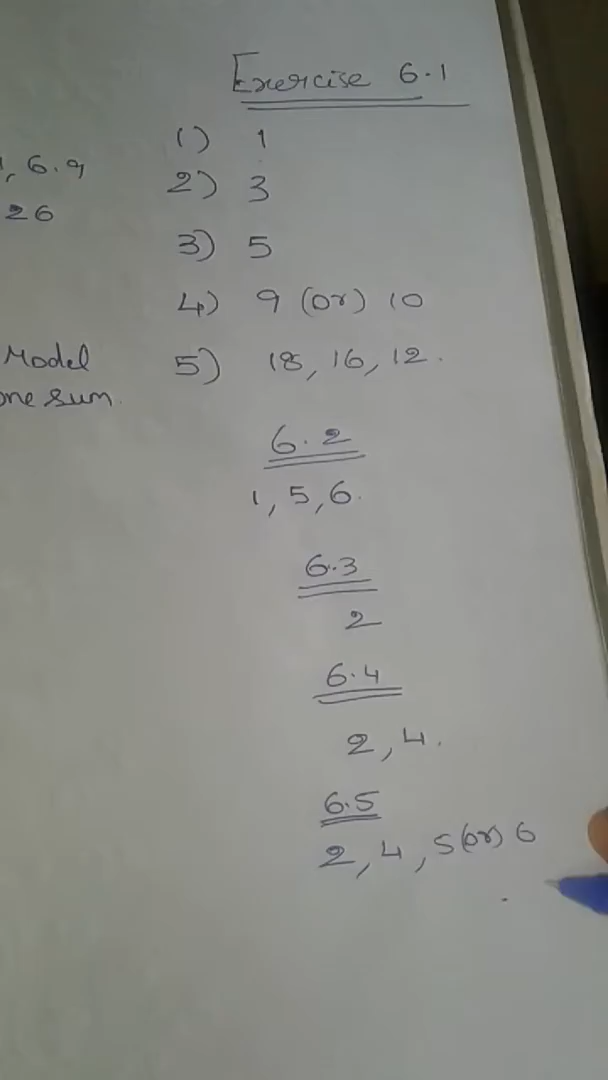 Exercise 6.1
1) 1
, 6.9
2) 3
26
3) 5
4) 9 (or) 10
Model
5) 18, 16, 12.
one sum.
6.2
1, 5, 6.
6.3
2
6.4
2, 4.
6.5
2, 4, 5 (or) 6